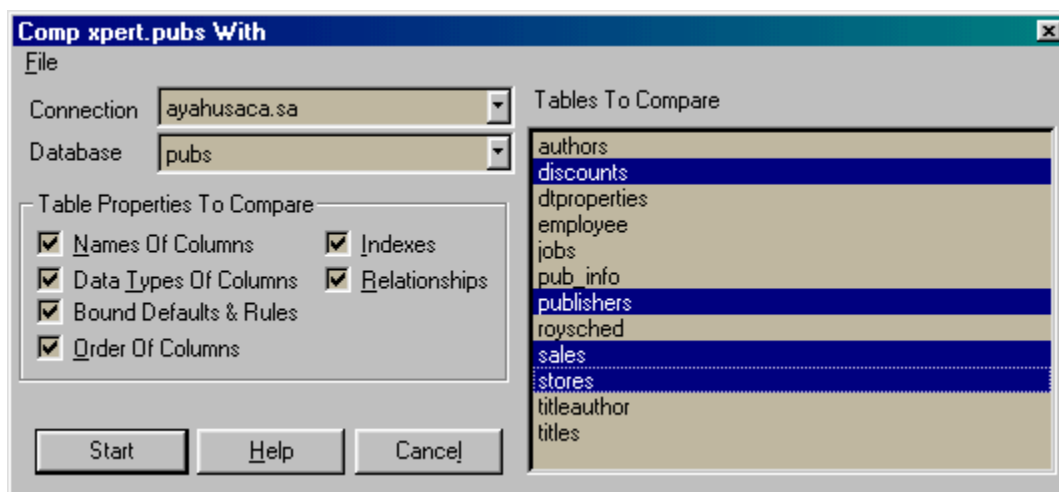 Comp xpert.pubs With
File
Connection
ayahusaca.sa
Database
pubs
Table Properties To Compare
Names Of Columns
Indexes
Data Types Of Columns
Relationships
Bound Defaults & Rules
Order Of Columns
Start
Help
Cancel
Tables To Compare
authors
discounts
dtproperties
employee
jobs
pub_info
publishers
roysched
sales
stores
titleauthor
titles